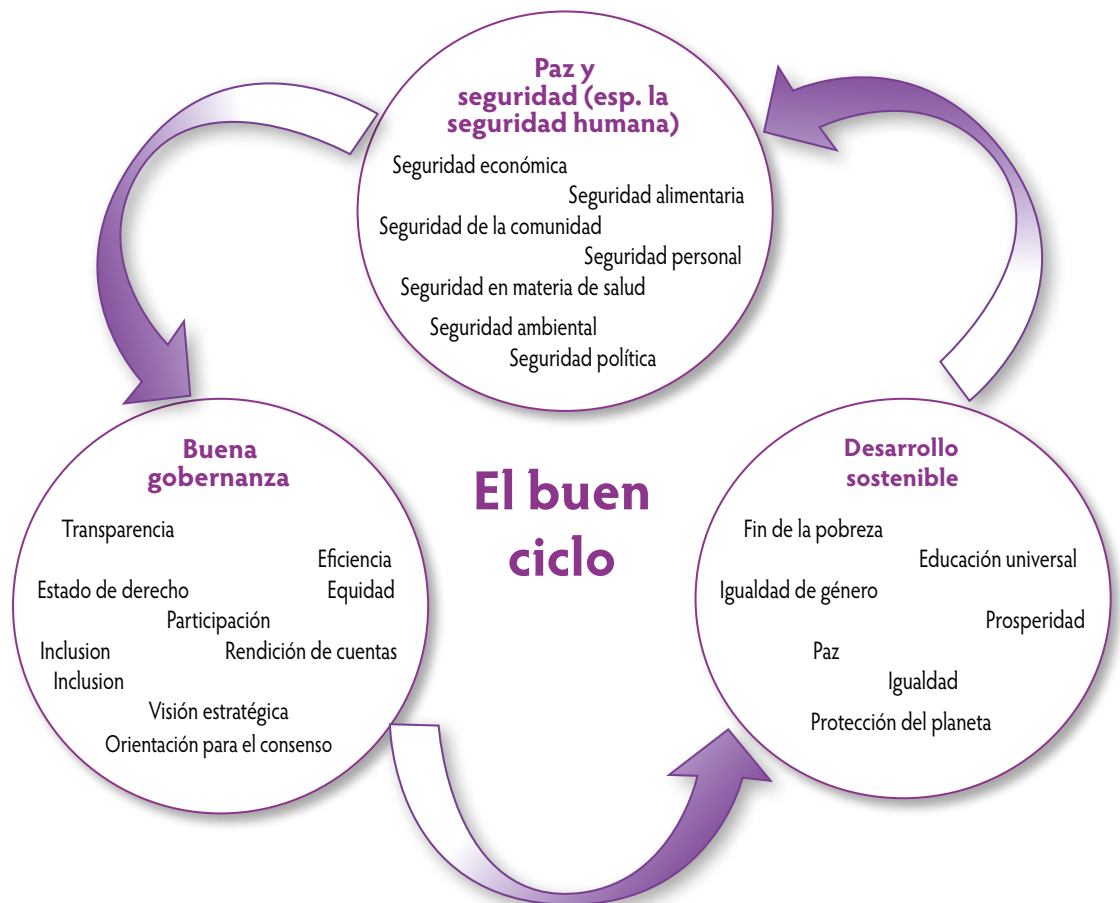 Paz y
seguridad (esp. la
seguridad humana)
Seguridad económica
Seguridad alimentaria
Seguridad de la comunidad
Seguridad personal
Seguridad en materia de salud
Seguridad ambiental
Seguridad política
Buena
gobernanza
Transparencia
Eficiencia
Estado de derecho
Equidad
Participación
Inclusion
Rendición de cuentas
Inclusion
Visión estratégica
Orientación para el consenso
El buen
ciclo
Desarrollo
sostenible
Fin de la pobreza
Educación universal
Igualdad de género
Prosperidad
Paz
Igualdad
Protección del planeta